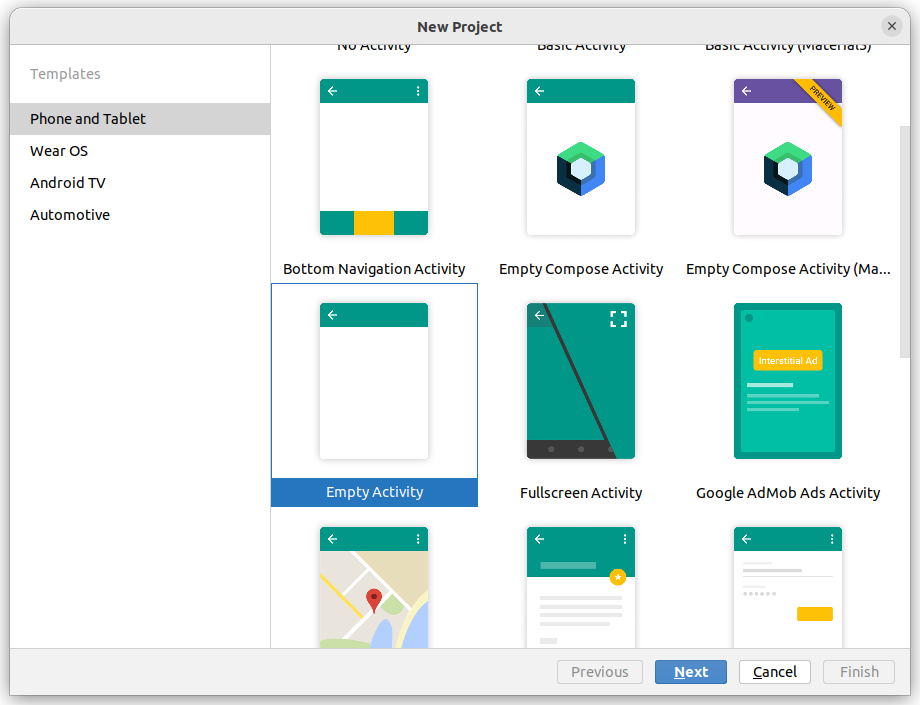 New Project
Templates
Phone and Tablet
Wear OS
Android TV
Automotive
No Activity
Basic Activity
Basic Activity (Material3)
PREVIEW
Bottom Navigation Activity
Empty Compose Activity
Empty Compose Activity (Ma...
Interstitial Ad
Empty Activity
Fullscreen Activity
Google AdMob Ads Activity
Previous
Next
Cancel
Finish